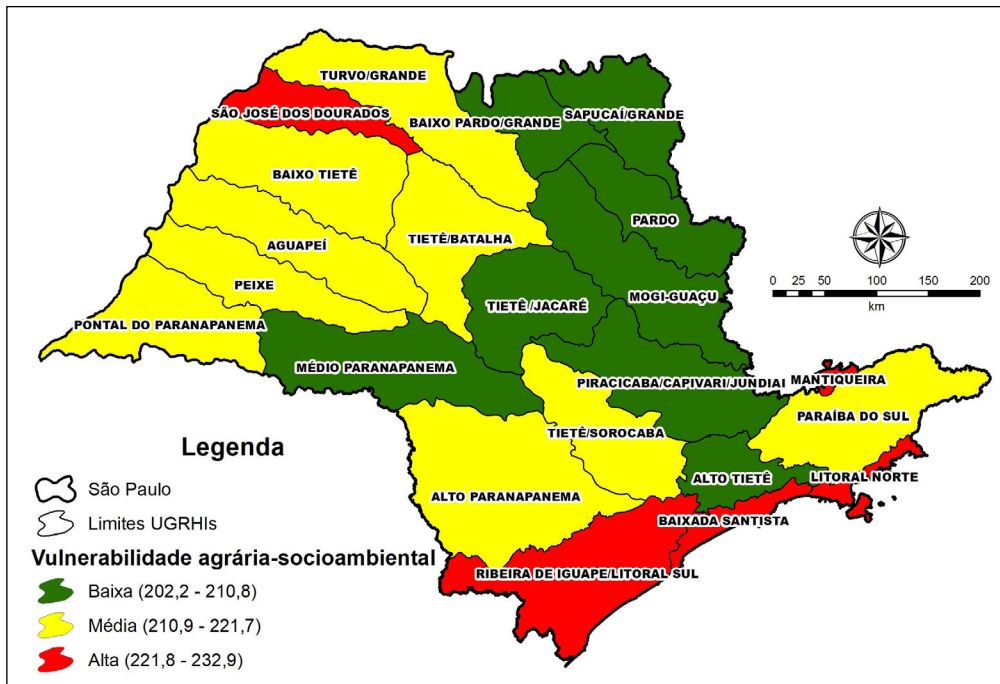 TURVO/GRANDE
SÃO JOSÉ DOS DOURADOS
BAIXO PARDO/GRANDE
SAPUCAÍ/GRANDE
BAIXO TIETÊ
PARDO
TIETÊ/BATALHA
AGUAPEÍ
PEIXE
TIETÊ/JACARÉ
MOGI-GUAÇU
PONTAL DO PARANAPANEMA
MÉDIO PARANAPANEMA
PIRACICABA/CAPIVARI/JUNDIAI
MANTIQUEIRA
PARAÍBA DO SUL
TIETÊ/SOROCABA
ALTO TIETÊ
LITORAL NORTE
ALTO PARANAPANEMA
BAIXADA SANTISTA
RIBEIRA DE IGUAPE/LITORAL SUL
0 25 50 100 150 200
km
Legenda
São Paulo
Limites UGRHIs
Vulnerabilidade agrária-socioambiental
Baixa (202,2 - 210,8)
Média (210,9 - 221,7)
Alta (221,8 - 232,9)